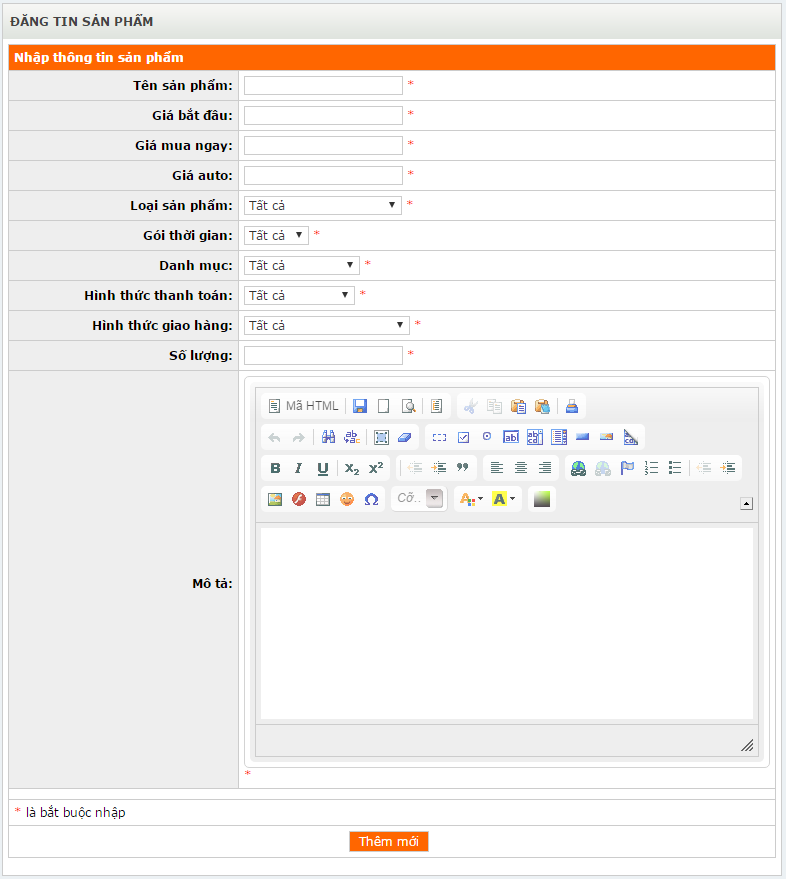 ĐĂNG TIN SẢN PHẨM
Nhập thông tin sản phẩm
Tên sản phẩm: *
Giá bắt đầu: *
Giá mua ngay: *
Giá auto: *
Loại sản phẩm: Tất cả *
Gói thời gian: Tất cả *
Danh mục: Tất cả *
Hình thức thanh toán: Tất cả *
Hình thức giao hàng: Tất cả *
Số lượng: *
Mã HTML
B I U X₂ X²
Cỡ... A A
Mô tả:
*
* là bắt buộc nhập
Thêm mới